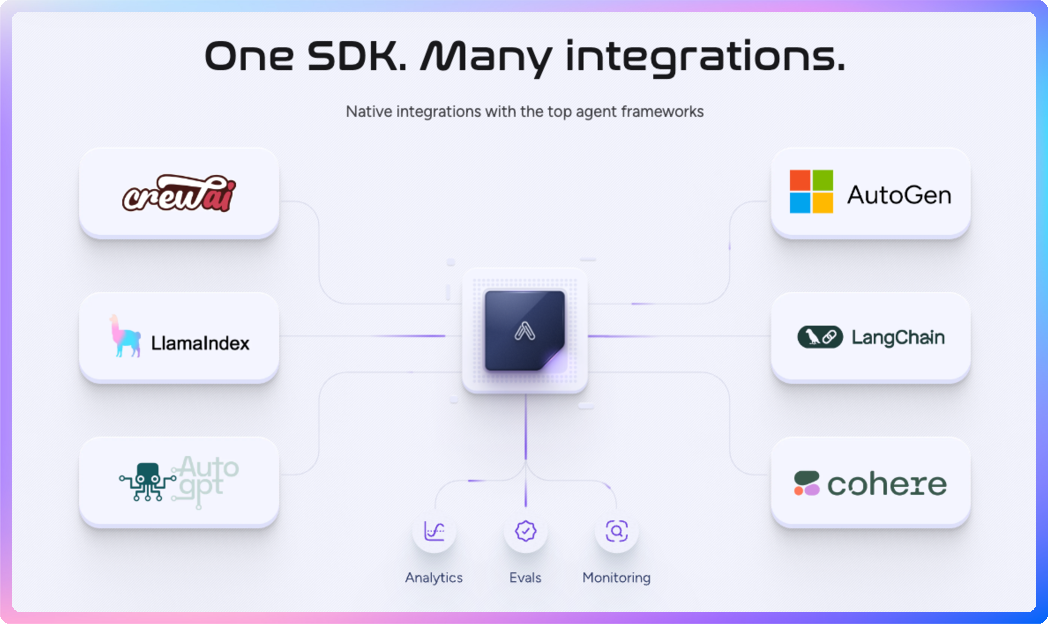 One SDK. Many integrations.
Native integrations with the top agent frameworks
crewai
AutoGen
LlamaIndex
LangChain
Auto
gpt
cohere
Analytics
Evals
Monitoring